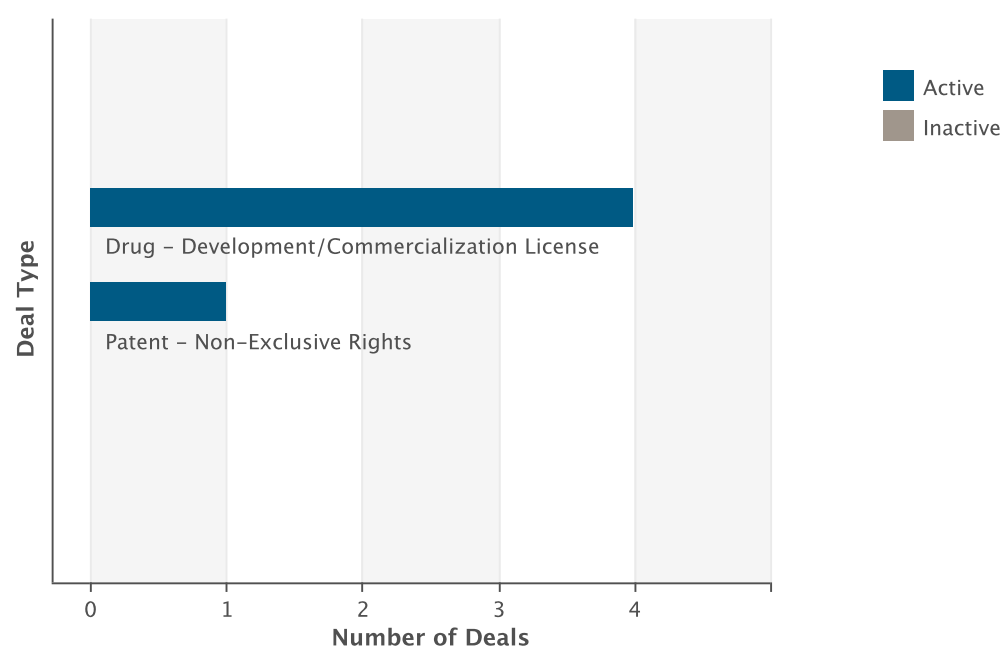 Active
Inactive
Drug – Development/Commercialization License
Patent – Non–Exclusive Rights
Deal Type
0 1 2 3 4
Number of Deals